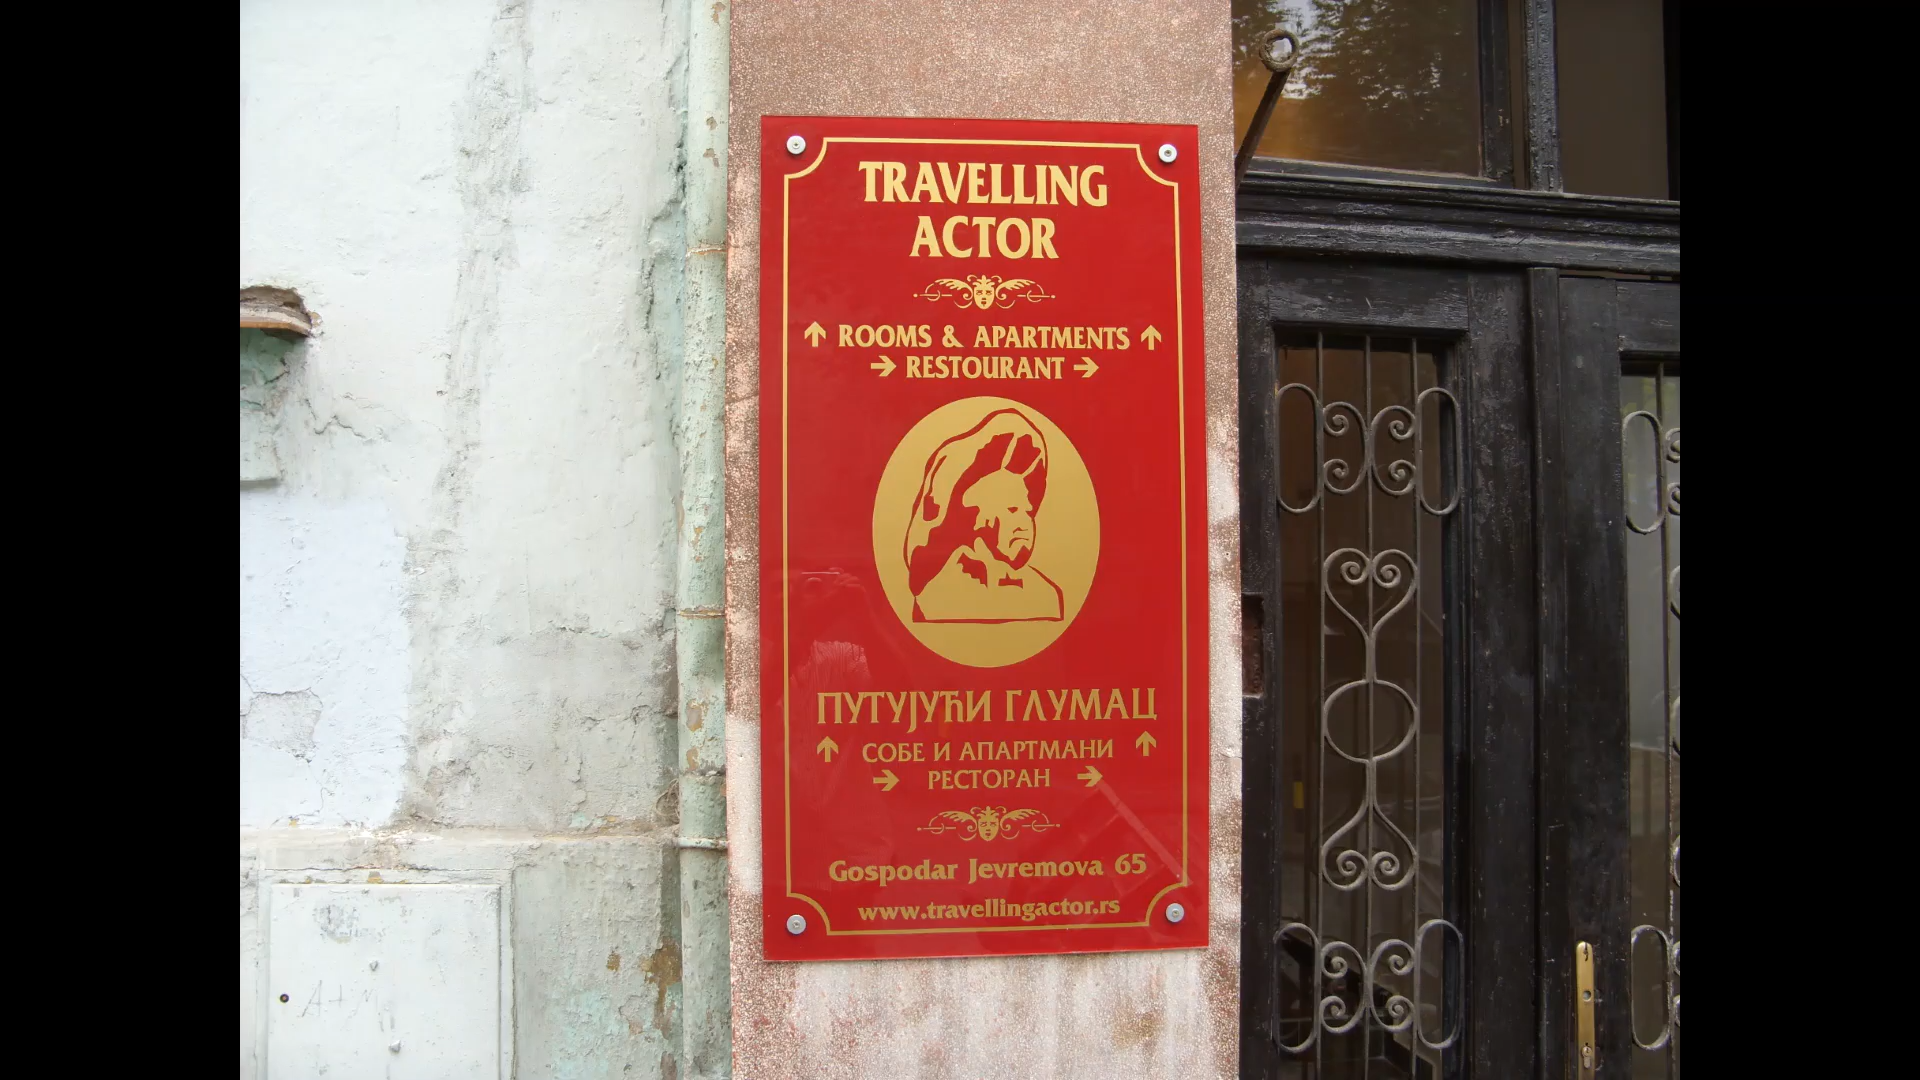 TRAVELLING
ACTOR
↑ ROOMS & APARTMENTS ↑
→ RESTOURANT →
ПУТУЈУЋИ ГЛУМАЦ
↑ СОБЕ И АПАРТМАНИ ↑
→ РЕСТОРАН →
Gospodar Jevremova 65
www.travellingactor.rs
A+M